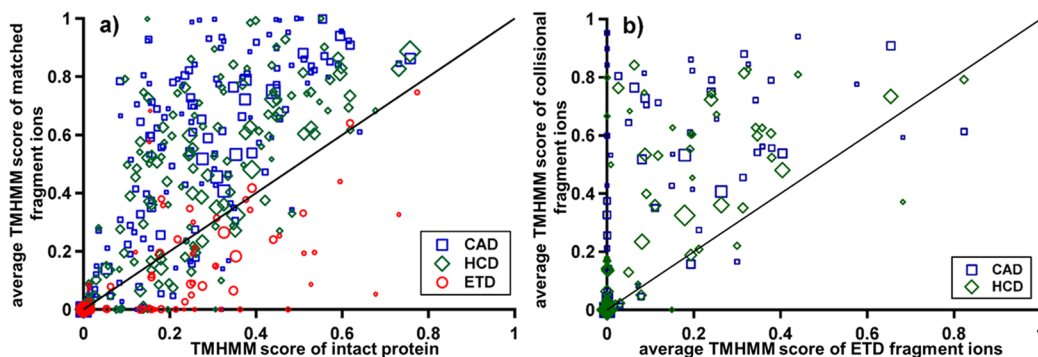 a)
average TMHMM score of matched
fragment ions
1
0.8
0.6
0.4
0.2
0
0
0.2
0.4
0.6
0.8
1
CAD
HCD
ETD
TMHMM score of intact protein
b)
average TMHMM score of collisional
fragment ions
1
0.8
0.6
0.4
0.2
0
0
0.2
0.4
0.6
0.8
1
CAD
HCD
average TMHMM score of ETD fragment ions